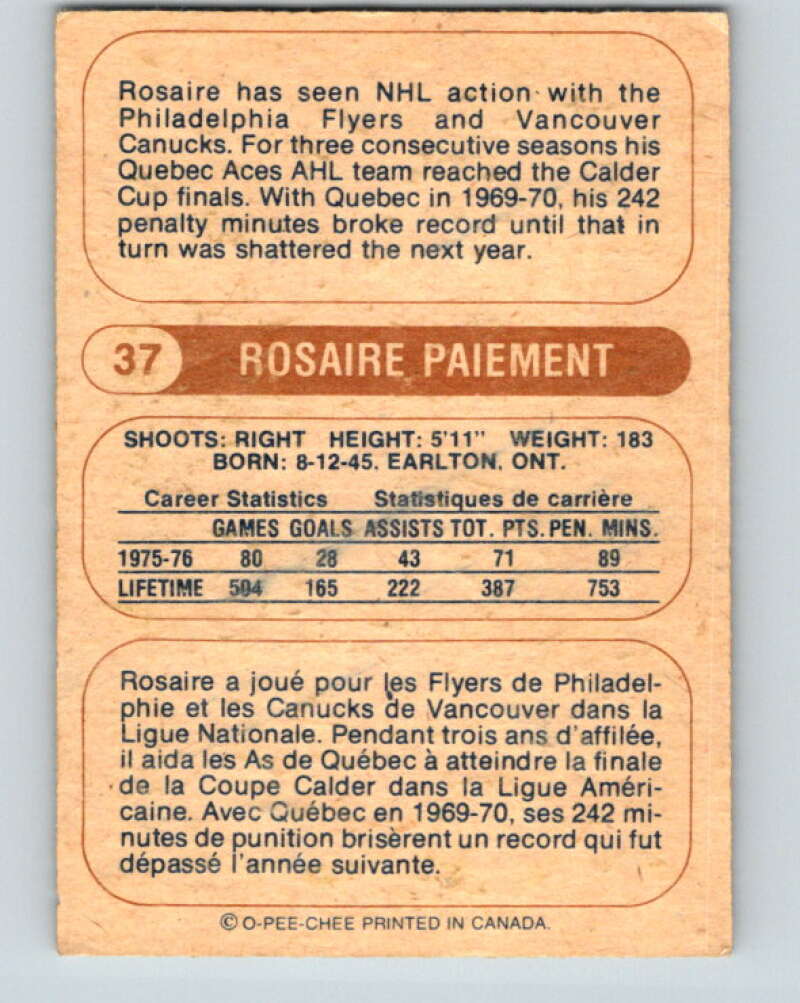 Rosaire has seen NHL action with the
Philadelphia Flyers and Vancouver
Canucks. For three consecutive seasons his
Quebec Aces AHL team reached the Calder
Cup finals. With Quebec in 1969-70, his 242
penalty minutes broke record until that in
turn was shattered the next year.
37 ROSAIRE PAIEMENT
SHOOTS: RIGHT HEIGHT: 5'11" WEIGHT: 183
BORN: 8-12-45. EARLTON, ONT.
Career Statistics Statistiques de carrière
GAMES GOALS ASSISTS TOT. PTS. PEN. MINS.
1975-76 80 28 43 71 89
LIFETIME 504 165 222 387 753
Rosaire a joué pour les Flyers de Philadel-
phie et les Canucks de Vancouver dans la
Ligue Nationale. Pendant trois ans d'affilée,
il aida les As de Québec à atteindre la finale
de la Coupe Calder dans la Ligue Améri-
caine. Avec Québec en 1969-70, ses 242 mi-
nutes de punition brisèrent un record qui fut
dépassé l'année suivante.
© O-PEE-CHEE PRINTED IN CANADA.